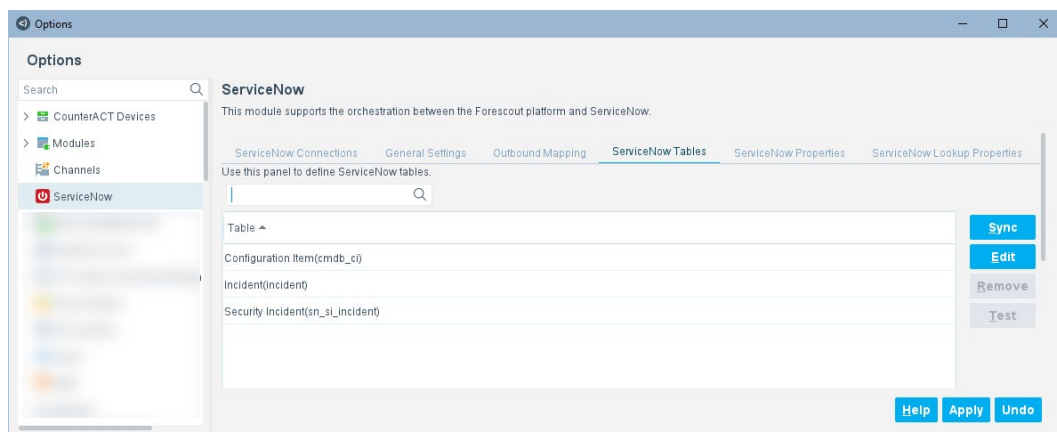 Options
Options
Search
CounterACT Devices
Modules
Channels
ServiceNow
ServiceNow
This module supports the orchestration between the Forescout platform and ServiceNow.
ServiceNow Connections General Settings Outbound Mapping ServiceNow Tables ServiceNow Properties ServiceNow Lookup Properties
Use this panel to define ServiceNow tables.
Table
Configuration Item(cmdb_ci)
Incident(incident)
Security Incident(sn_si_incident)
Sync
Edit
Remove
Test
Help Apply Undo